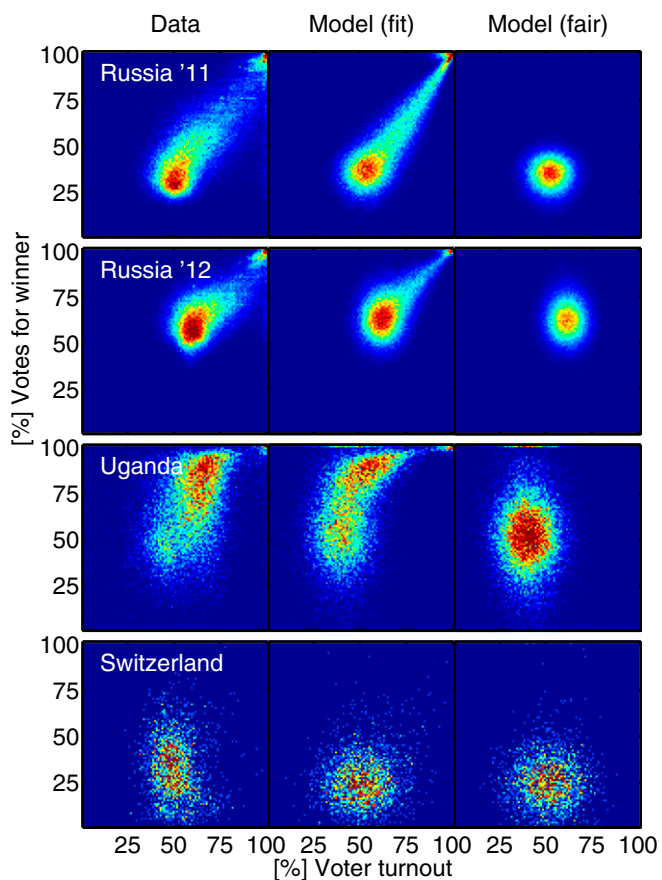 Data Model (fit) Model (fair)
[%] Votes for winner
100
75
50
25
Russia '11
100
75
50
25
Russia '12
100
75
50
25
Uganda
100
75
50
25
Switzerland
25 50 75 100 25 50 75 100 25 50 75 100
[%] Voter turnout